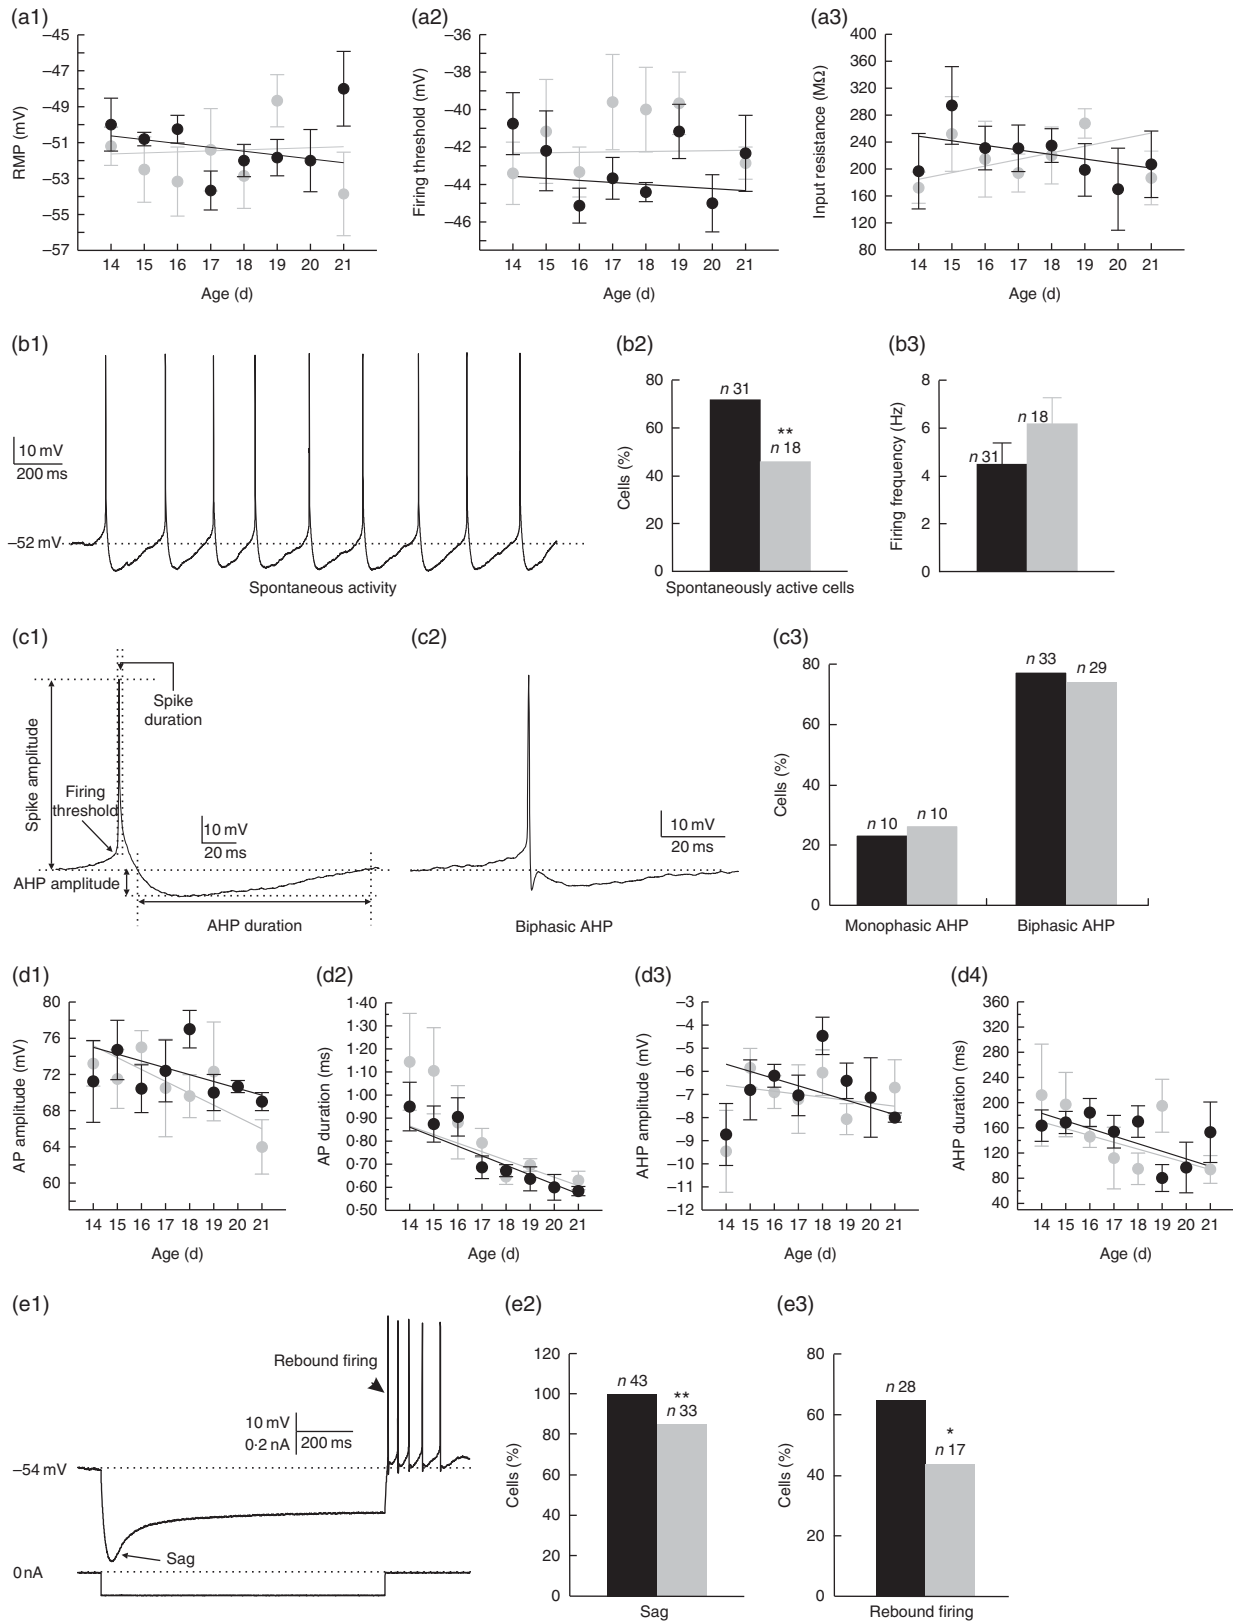 (a1)
−45
−47
−49
−51
−53
−55
−57
RMP (mV)
14 15 16 17 18 19 20 21
Age (d)
(a2)
−36
−38
−40
−42
−44
−46
Firing threshold (mV)
14 15 16 17 18 19 20 21
Age (d)
(a3)
400
360
320
280
240
200
160
120
80
Input resistance (MΩ)
14 15 16 17 18 19 20 21
Age (d)
(b1)
10 mV
200 ms
−52 mV
Spontaneous activity
(b2)
80
60
40
20
0
Cells (%)
n 31
**
n 18
Spontaneously active cells
(b3)
8
6
4
2
0
Firing frequency (Hz)
n 31
n 18
(c1)
Spike
duration
Spike amplitude
Firing
threshold
10 mV
20 ms
AHP amplitude
AHP duration
(c2)
10 mV
20 ms
Biphasic AHP
(c3)
80
60
40
20
0
Cells (%)
n 10
n 10
n 33
n 29
Monophasic AHP
Biphasic AHP
(d1)
80
76
72
68
64
60
AP amplitude (mV)
14 15 16 17 18 19 20 21
Age (d)
(d2)
1·40
1·30
1·20
1·10
1·00
0·90
0·80
0·70
0·60
0·50
AP duration (ms)
14 15 16 17 18 19 20 21
Age (d)
(d3)
−3
−4
−5
−6
−7
−8
−9
−10
−11
−12
AHP amplitude (mV)
14 15 16 17 18 19 20 21
Age (d)
(d4)
360
320
280
240
200
160
120
80
40
AHP duration (ms)
14 15 16 17 18 19 20 21
Age (d)
(e1)
Rebound firing
10 mV
0·2 nA
200 ms
−54 mV
Sag
0 nA
(e2)
120
100
80
60
40
20
0
Cells (%)
n 43
**
n 33
Sag
(e3)
80
60
40
20
0
Cells (%)
n 28
*
n 17
Rebound firing